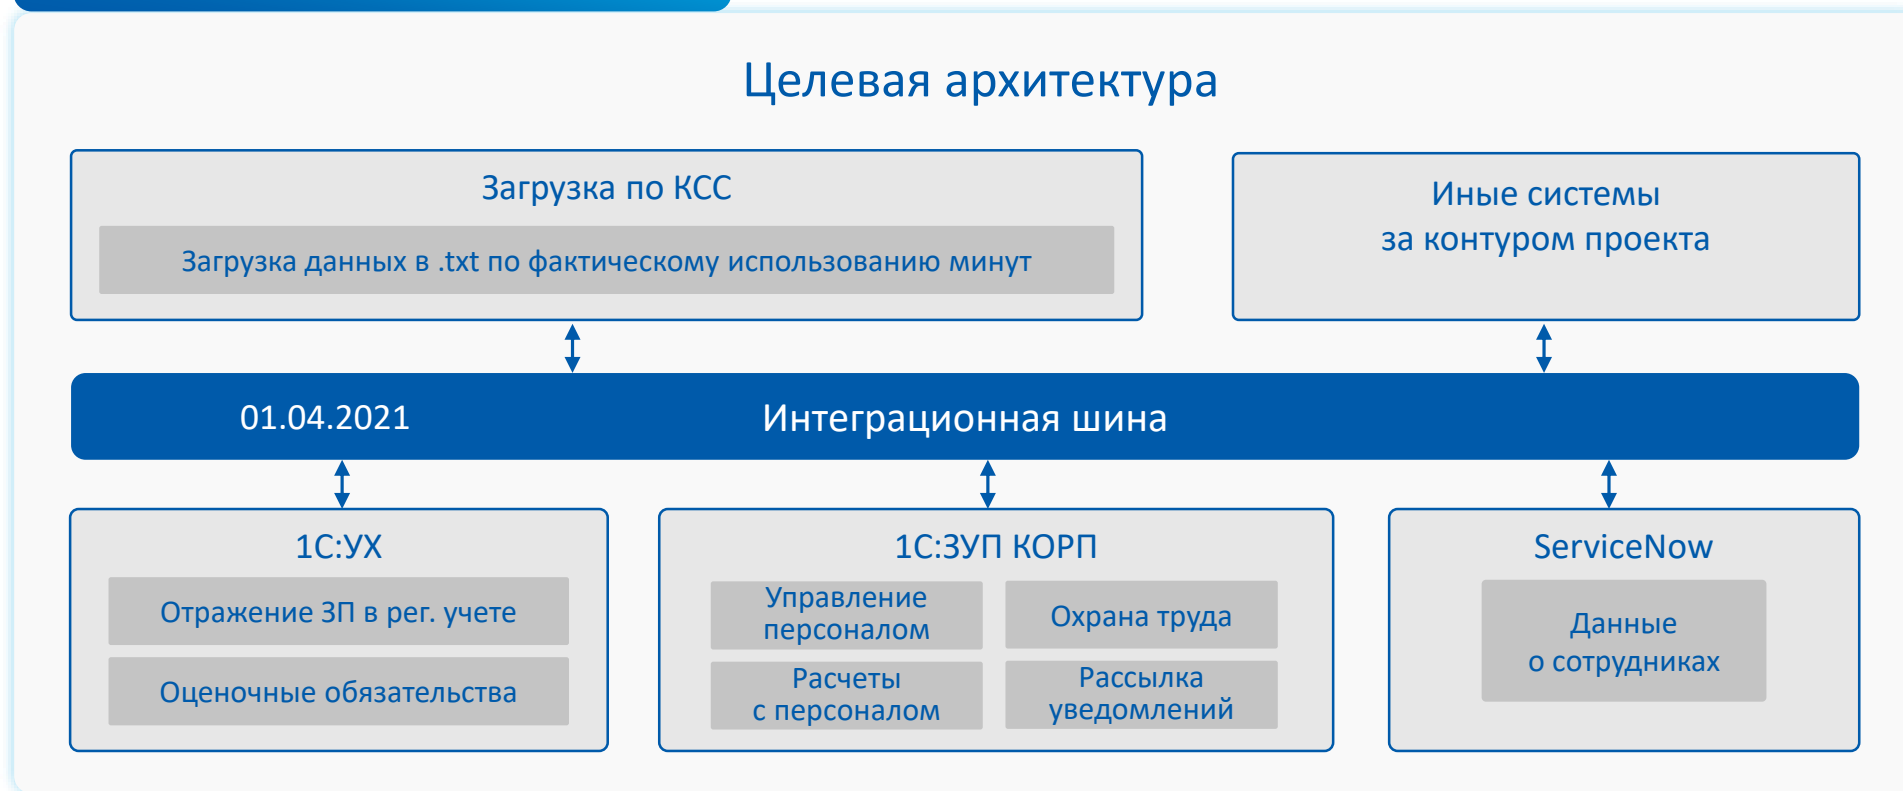 Целевая архитектура
Загрузка по КСС
Загрузка данных в .txt по фактическому использованию минут
Иные системы
за контуром проекта
01.04.2021
Интеграционная шина
1С:УХ
Отражение ЗП в рег. учете
Оценочные обязательства
1С:ЗУП КОРП
Управление
персоналом
Охрана труда
Расчеты
с персоналом
Рассылка
уведомлений
ServiceNow
Данные
о сотрудниках